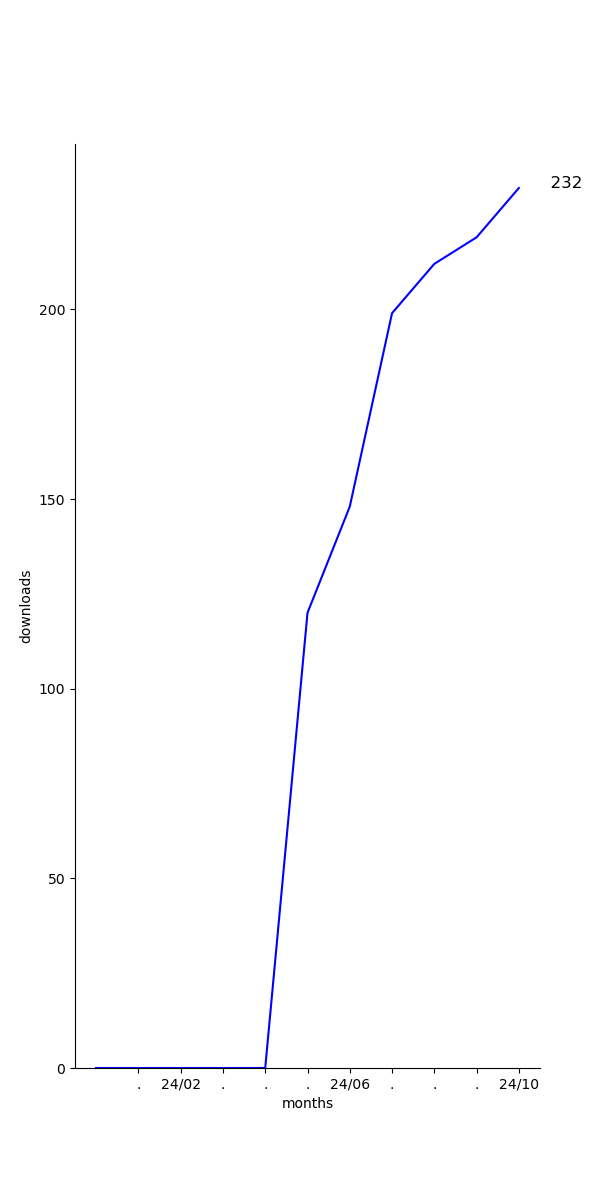 232
200
150
100
50
0
downloads
. 24/02 . . . 24/06 . . . 24/10
months